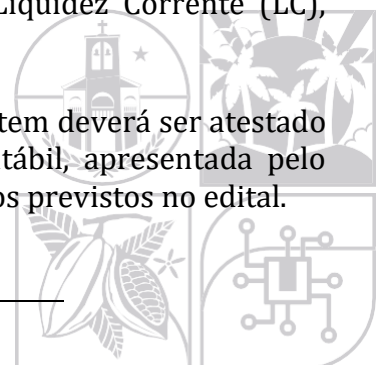 Liquidez Corrente (LC),
tem deverá ser atestado
tábil, apresentada pelo
os previstos no edital.